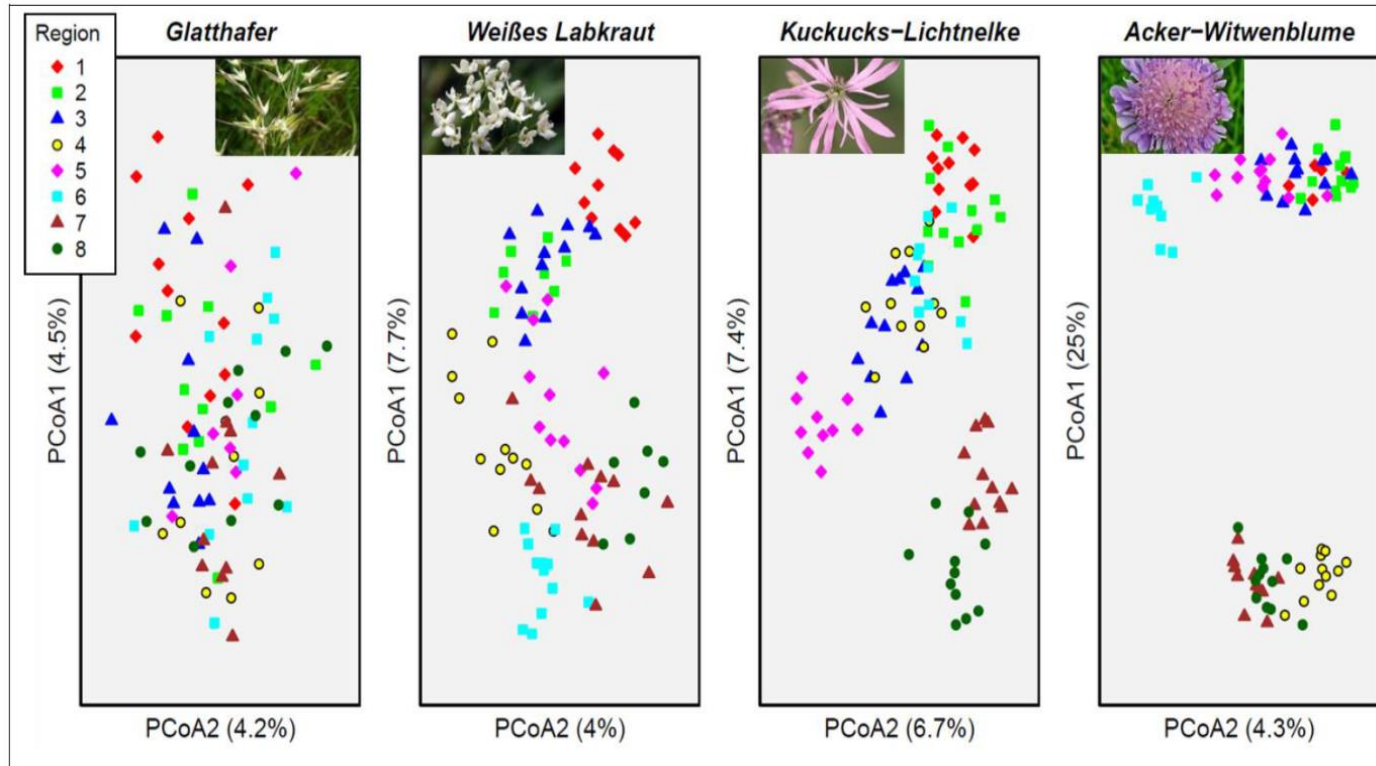 Region
1
2
3
4
5
6
7
8
Glatthafer
PCoA1 (4.5%)
PCoA2 (4.2%)
Weißes Labkraut
PCoA1 (7.7%)
PCoA2 (4%)
Kuckucks−Lichtnelke
PCoA1 (7.4%)
PCoA2 (6.7%)
Acker−Witwenblume
PCoA1 (25%)
PCoA2 (4.3%)